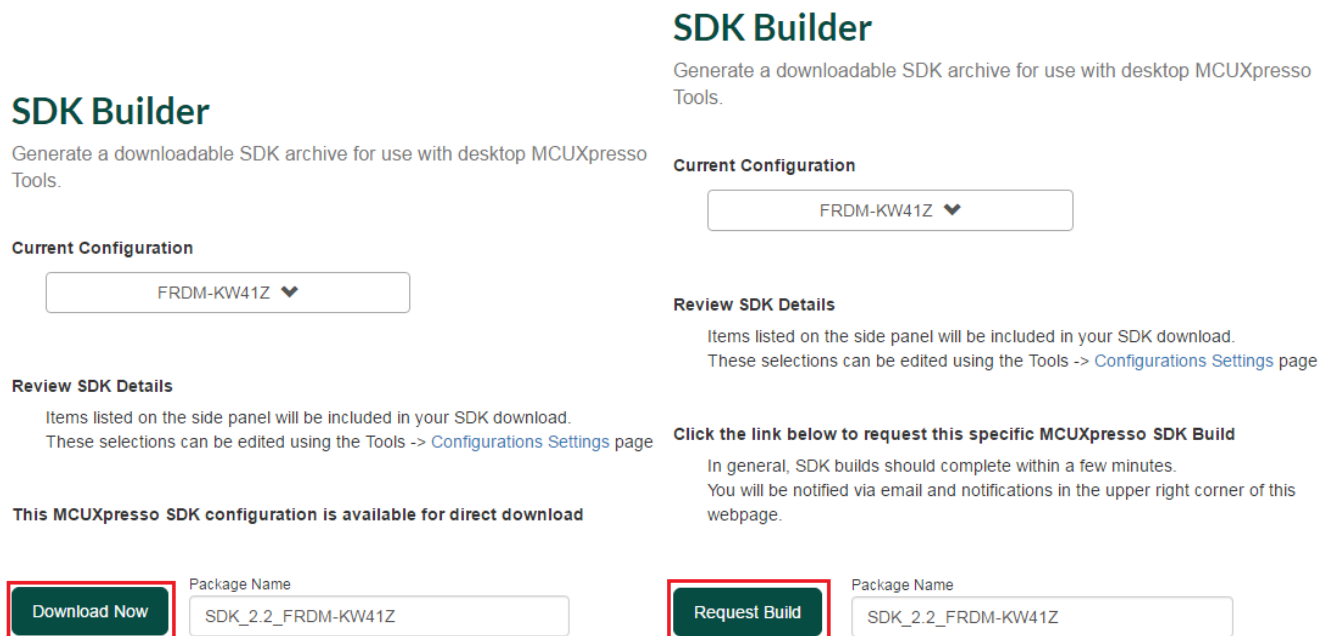 SDK Builder
Generate a downloadable SDK archive for use with desktop MCUXpresso
Tools.
Current Configuration
FRDM-KW41Z
Review SDK Details
Items listed on the side panel will be included in your SDK download.
These selections can be edited using the Tools -> Configurations Settings page
This MCUXpresso SDK configuration is available for direct download
Download Now
Package Name
SDK_2.2_FRDM-KW41Z
SDK Builder
Generate a downloadable SDK archive for use with desktop MCUXpresso
Tools.
Current Configuration
FRDM-KW41Z
Review SDK Details
Items listed on the side panel will be included in your SDK download.
These selections can be edited using the Tools -> Configurations Settings page
Click the link below to request this specific MCUXpresso SDK Build
In general, SDK builds should complete within a few minutes.
You will be notified via email and notifications in the upper right corner of this
webpage.
Request Build
Package Name
SDK_2.2_FRDM-KW41Z